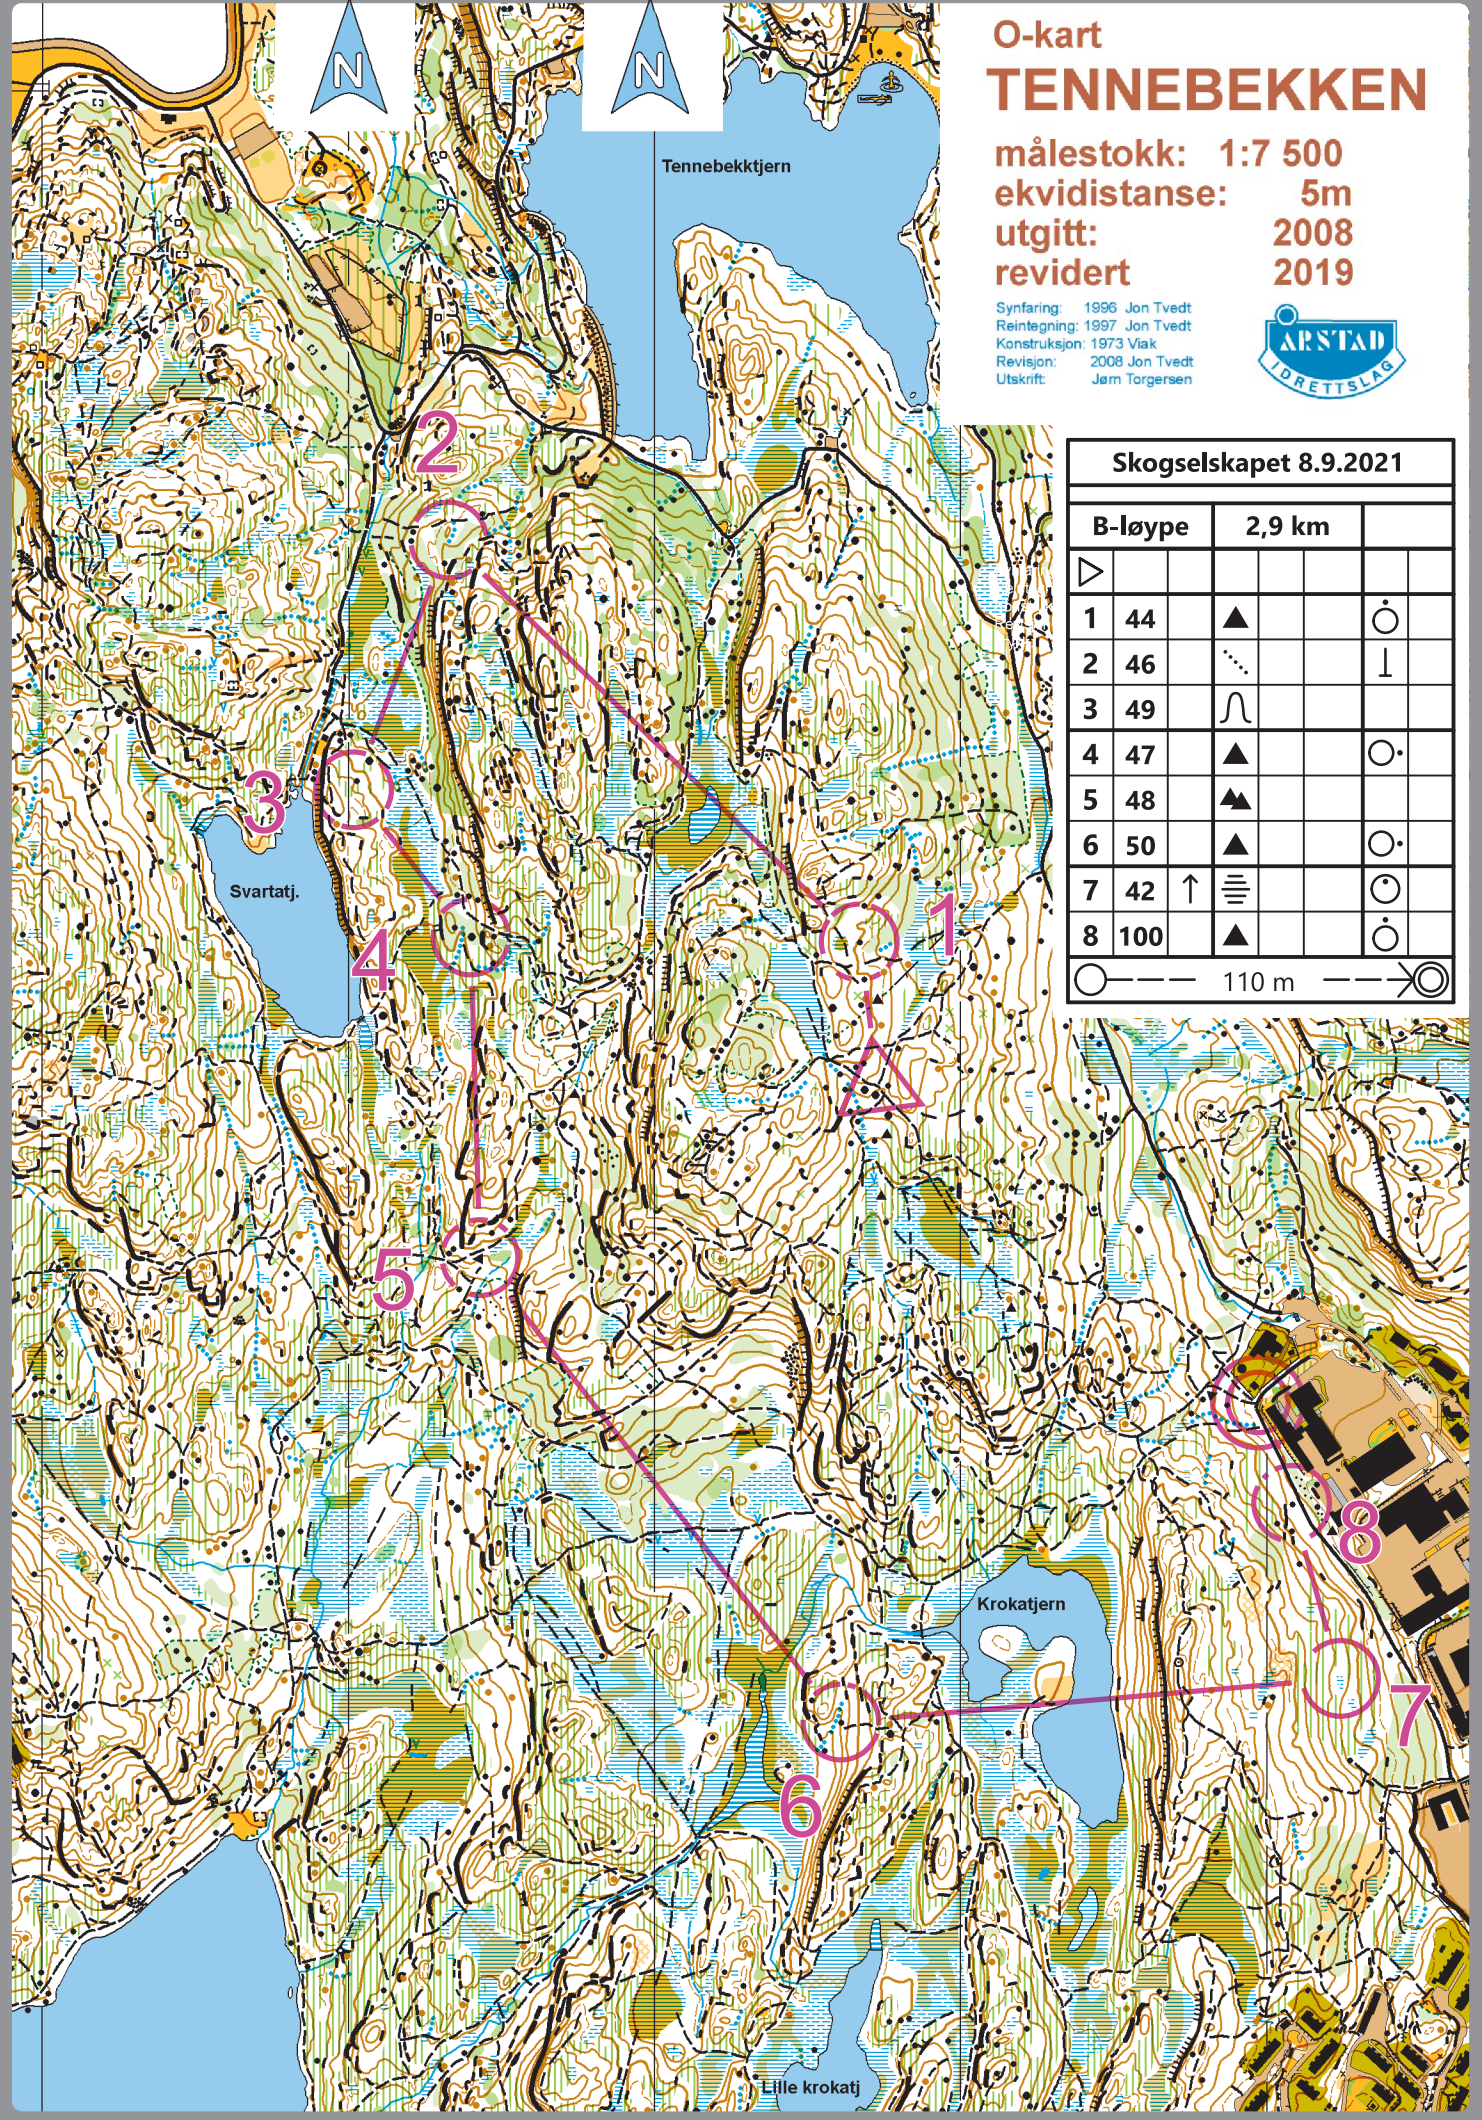 N
N
O-kart
TENNEBEKKEN
målestokk: 1:7 500
ekvidistanse: 5m
utgitt: 2008
revidert 2019
Synfaring: 1996 Jon Tvedt
Reintegning: 1997 Jon Tvedt
Konstruksjon: 1973 Viak
Revisjon: 2008 Jon Tvedt
Utskrift: Jørn Torgersen
ÅRSTAD
IDRETTSLAG
Tennebekktjern
Skogselskapet 8.9.2021
B-løype 2,9 km
1 44
2 46
3 49
4 47
5 48
6 50
7 42
8 100
110 m
2
3
Svartatj.
1
4
5
8
Krokatjern
7
6
Lille krokatj